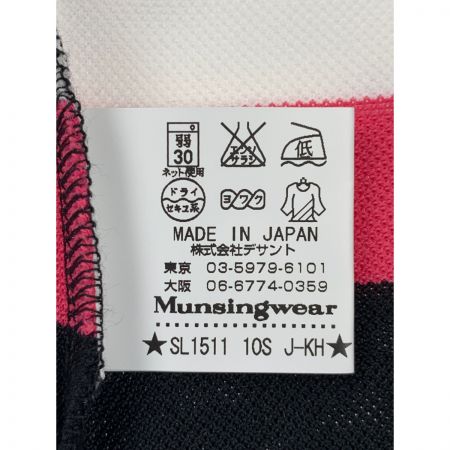 弱
30
ネット使用
エンソ
サラシ
低
ドライ
セキユ系
ヨワク
MADE IN JAPAN
株式会社デサント
東京 03-5979-6101
大阪 06-6774-0359
Munsingwear
★SL1511 10S J-KH★